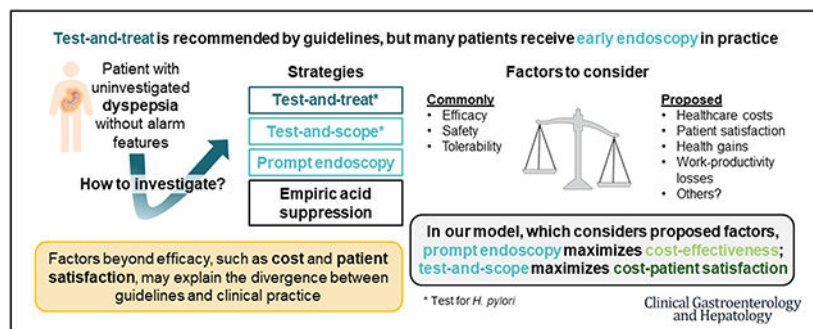 Test-and-treat is recommended by guidelines, but many patients receive early endoscopy in practice
Patient with
uninvestigated
dyspepsia
without alarm
features
How to investigate?
Strategies
Test-and-treat*
Test-and-scope*
Prompt endoscopy
Empiric acid
suppression
Factors to consider
Commonly
• Efficacy
• Safety
• Tolerability
Proposed
• Healthcare costs
• Patient satisfaction
• Health gains
• Work-productivity
losses
• Others?
Factors beyond efficacy, such as cost and patient
satisfaction, may explain the divergence between
guidelines and clinical practice
In our model, which considers proposed factors,
prompt endoscopy maximizes cost-effectiveness;
test-and-scope maximizes cost-patient satisfaction
* Test for H. pylori
Clinical Gastroenterology
and Hepatology